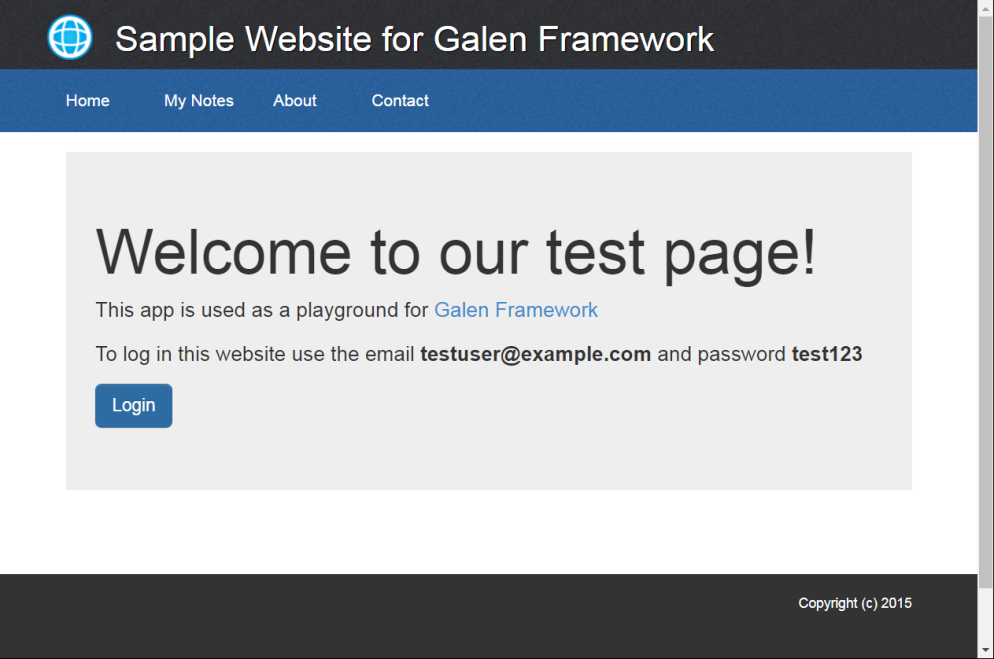 Sample Website for Galen Framework
Home My Notes About Contact
Welcome to our test page!
This app is used as a playground for Galen Framework
To log in this website use the email testuser@example.com and password test123
Login
Copyright (c) 2015